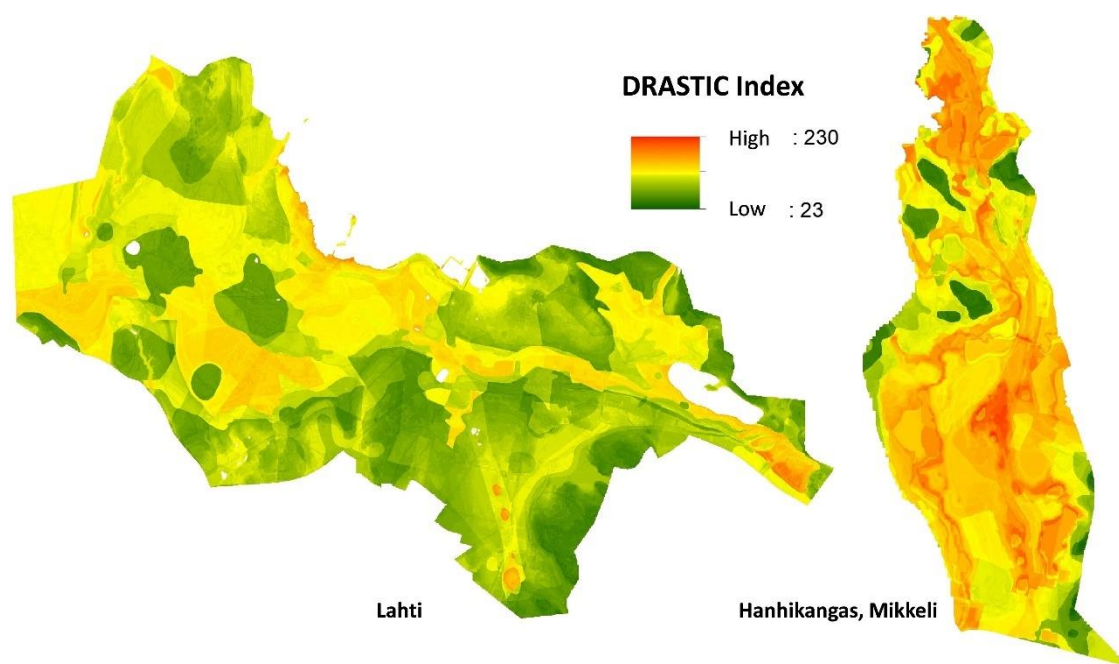 DRASTIC Index
High : 230
Low : 23
Lahti
Hanhikangas, Mikkeli